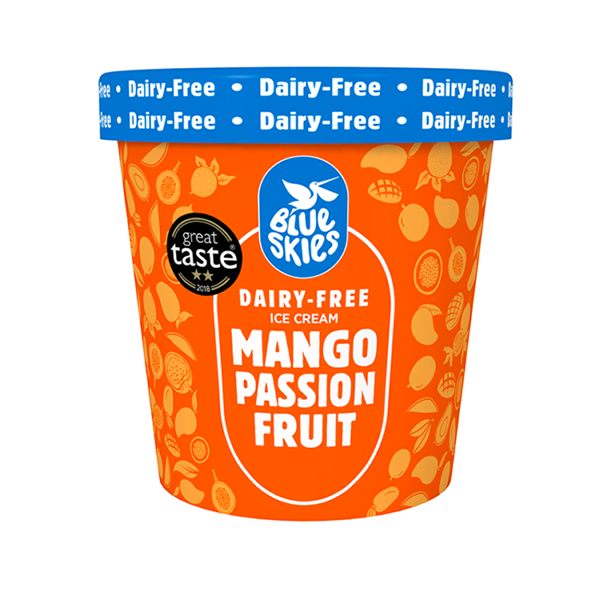 Dairy-Free • Dairy-Free • Dairy-Free
Dairy-Free • Dairy-Free • Dairy-Free
BLUE
SKIES
great
taste®
2018
DAIRY-FREE
ICE CREAM
MANGO
PASSION
FRUIT